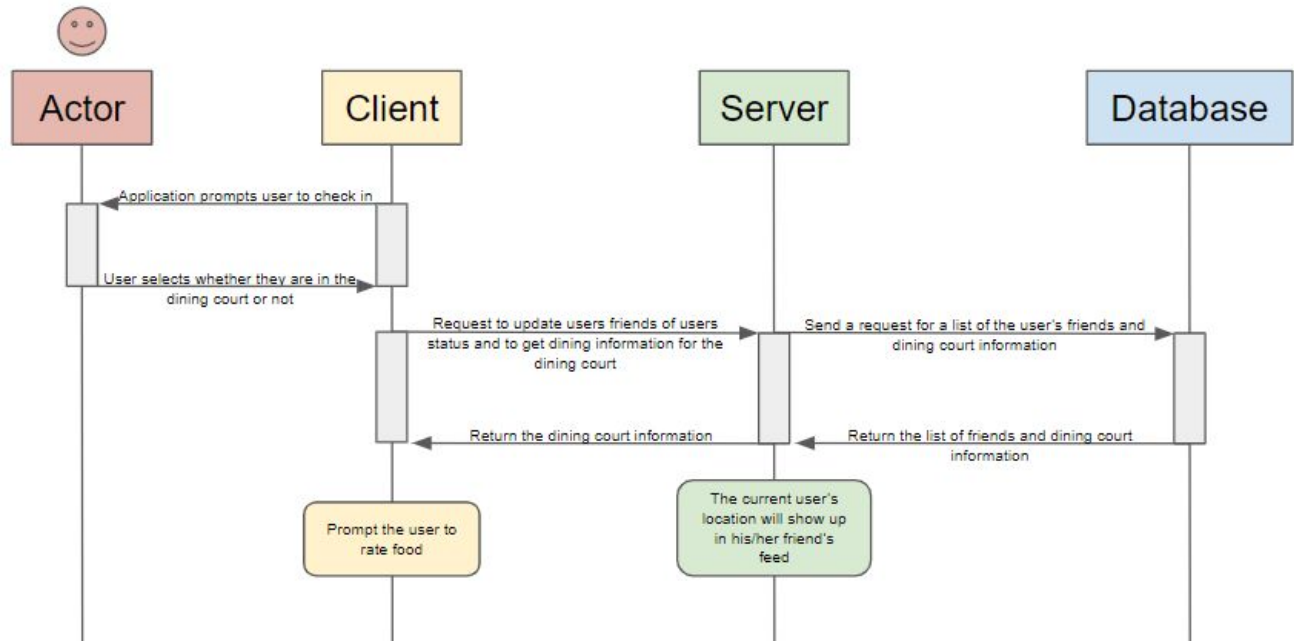 Actor
Client
Server
Database
Application prompts user to check in
User selects whether they are in the
dining court or not
Request to update users friends of users
status and to get dining information for the
dining court
Send a request for a list of the user's friends and
dining court information
Return the dining court information
Return the list of friends and dining court
information
Prompt the user to
rate food
The current user's
location will show up
in his/her friend's
feed